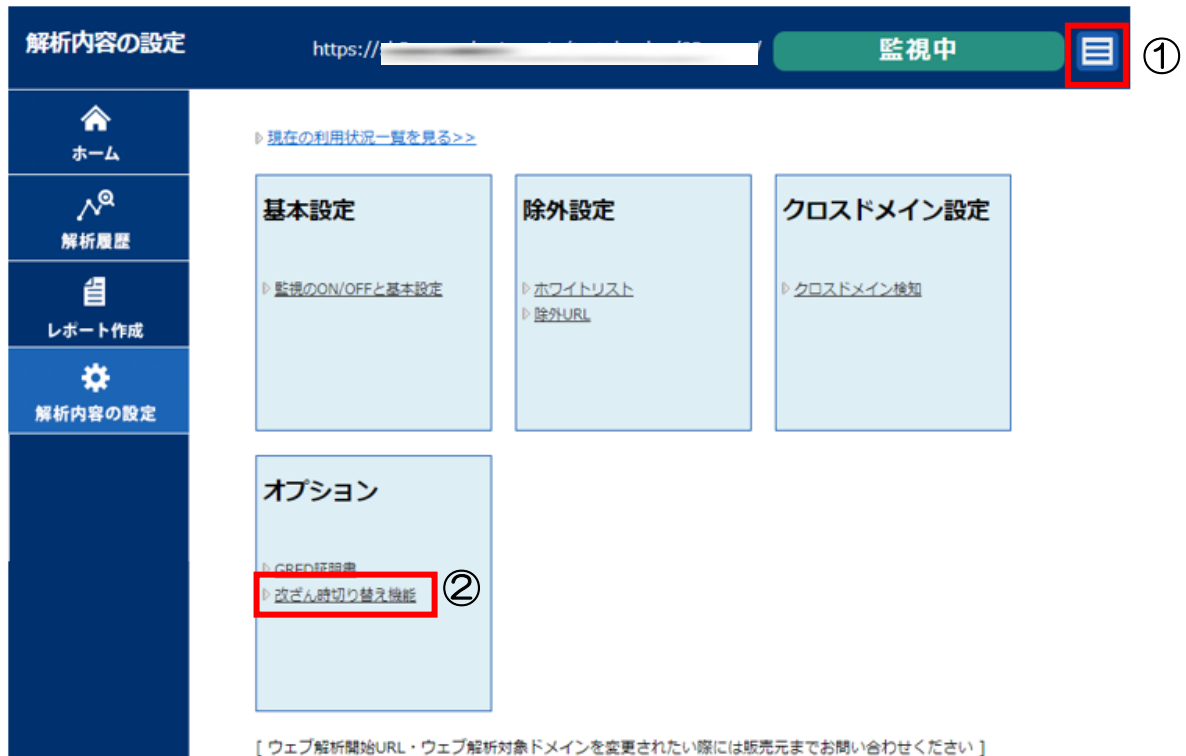 解析内容の設定
https://
監視中
①
ホーム
解析履歴
レポート作成
解析内容の設定
現在の利用状況一覧を見る>>
基本設定
監視のON/OFFと基本設定
除外設定
ホワイトリスト
除外URL
クロスドメイン設定
クロスドメイン検知
オプション
GRED証明書
改ざん時切り替え機能
②
[ ウェブ解析開始URL・ウェブ解析対象ドメインを変更されたい際には販売元までお問い合わせください ]